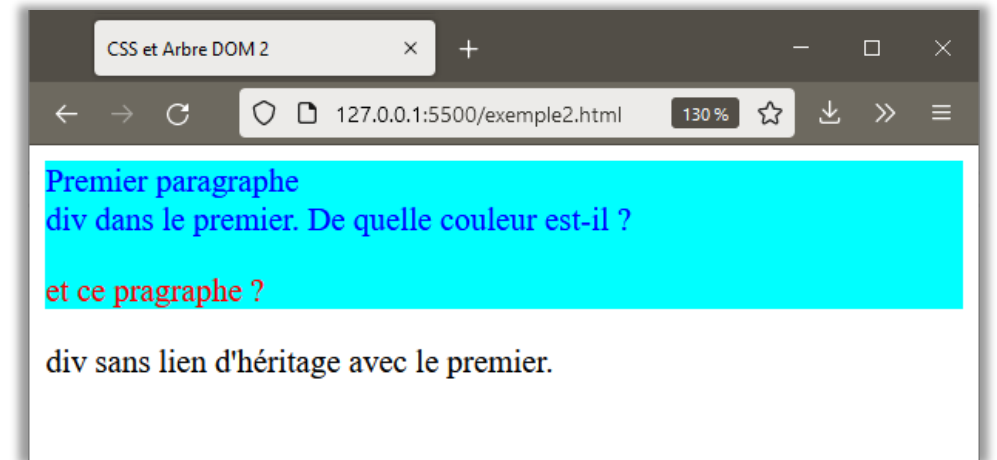 CSS et Arbre DOM 2
127.0.0.1:5500/exemple2.html 130 %
Premier paragraphe
div dans le premier. De quelle couleur est-il ?
et ce pragraphe ?
div sans lien d'héritage avec le premier.